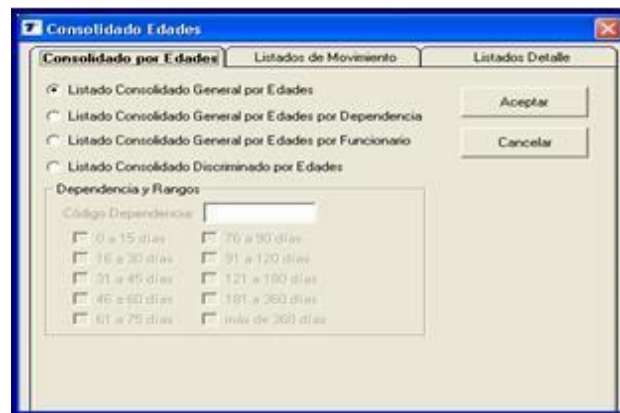 Consolidado Edades
Consolidado por Edades
Listados de Movimiento
Listados Detalle
Listado Consolidado General por Edades
Listado Consolidado General por Edades por Dependencia
Listado Consolidado General por Edades por Funcionario
Listado Consolidado Discriminado por Edades
Aceptar
Cancelar
Dependencia y Rangos
Código Dependencia
0 a 15 días
16 a 30 días
31 a 45 días
46 a 60 días
61 a 75 días
76 a 90 días
91 a 120 días
121 a 180 días
181 a 360 días
más de 360 días